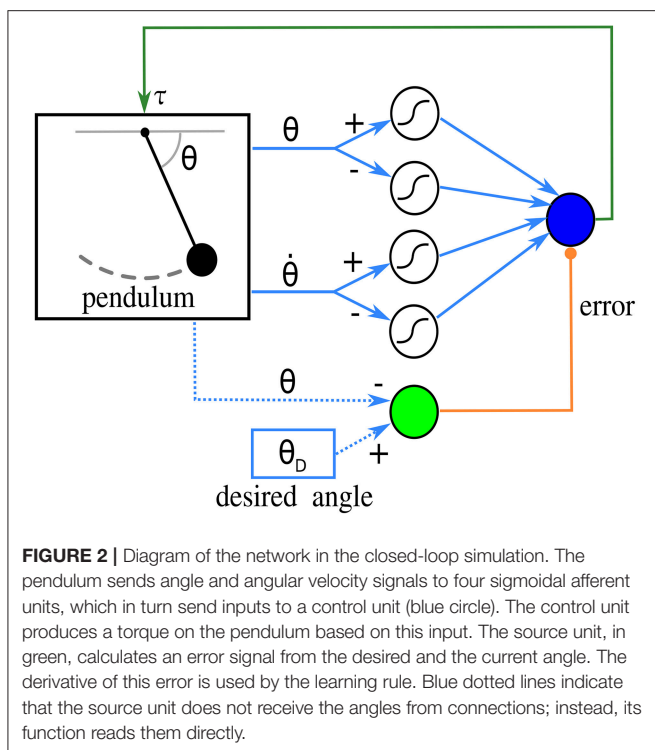 τ
θ
θ
+
-
θ̇
+
-
pendulum
error
θ
-
θD
+
desired angle
FIGURE 2 | Diagram of the network in the closed-loop simulation. The
pendulum sends angle and angular velocity signals to four sigmoidal afferent
units, which in turn send inputs to a control unit (blue circle). The control unit
produces a torque on the pendulum based on this input. The source unit, in
green, calculates an error signal from the desired and the current angle. The
derivative of this error is used by the learning rule. Blue dotted lines indicate
that the source unit does not receive the angles from connections; instead, its
function reads them directly.